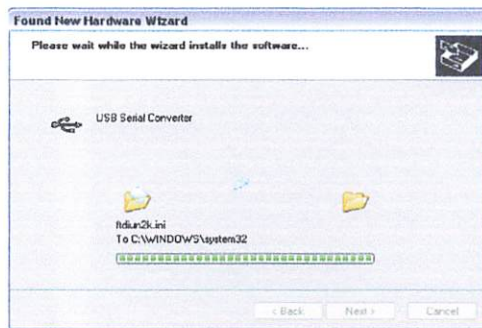 Found New Hardware Wizard
Please wait while the wizard installs the software...
USB Serial Converter
ftdiun2k.ini
To C:\WINDOWS\system32
< Back Next > Cancel